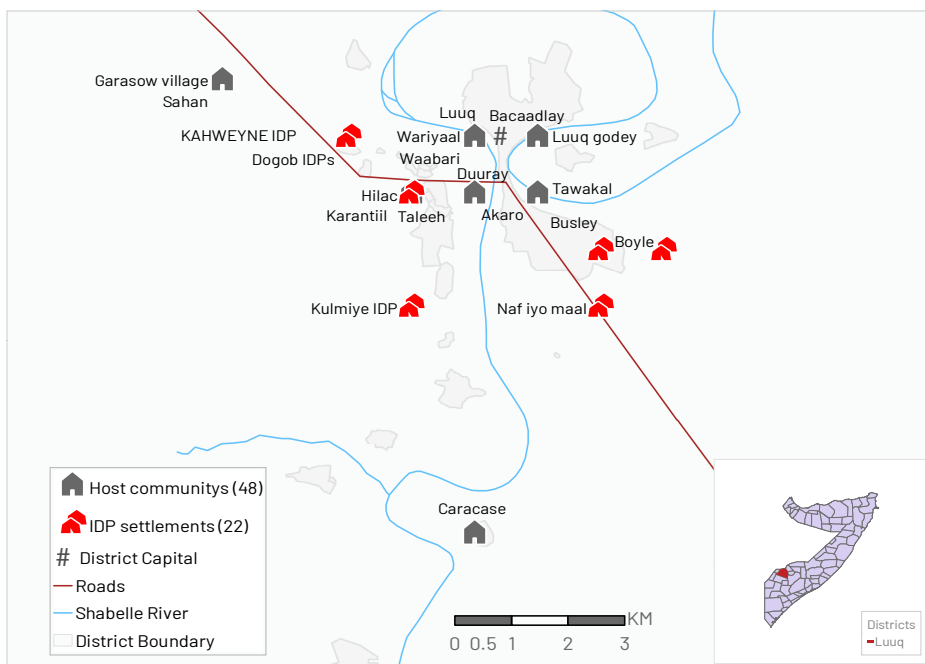 Garasow village
Sahan
KAHWEYNE IDP
Dogob IDPs
Luuq
Bacaadlay
Wariyaal
#
Luuq godey
Waabari
Duuray
Hilac
Tawakal
Karantiil
Taleeh
Akaro
Busley
Boyle
Kulmiye IDP
Naf iyo maal
Caracase
Host communitys (48)
IDP settlements (22)
# District Capital
Roads
Shabelle River
District Boundary
KM
0 0.5 1 2 3
Districts
Luuq